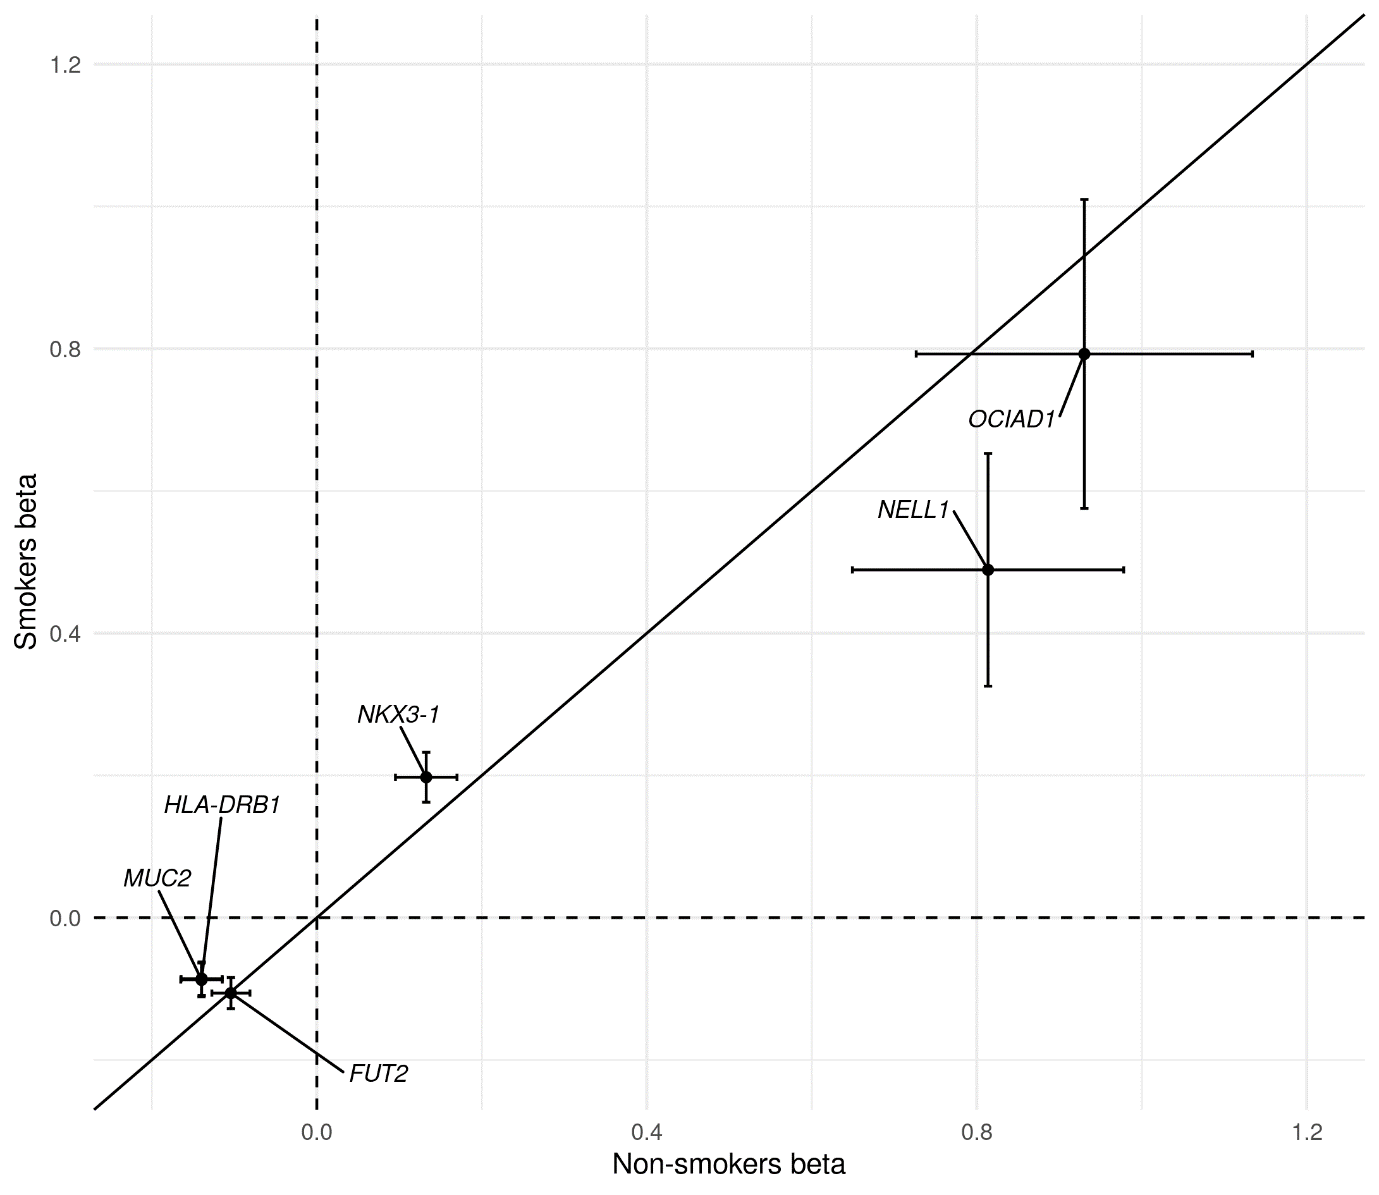 1.2
0.8
0.4
0.0
Smokers beta
OCIAD1
NELL1
NKX3-1
HLA-DRB1
MUC2
FUT2
0.0
0.4
0.8
1.2
Non-smokers beta